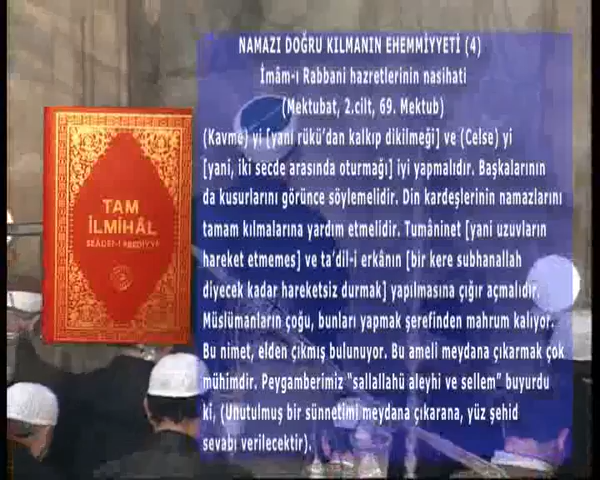 NAMAZI DOĞRU KILMANIN EHEMMİYYETİ (4)
İmâm-ı Rabbani hazretlerinin nasihati
(Mektubat, 2.cilt, 69. Mektub)
(Kavme) yi [yani rükü'dan kalkıp dikilmeği] ve (Celse) yi
[yani, iki secde arasında oturmağı] iyi yapmalıdır. Başkalarının
da kusurlarını görünce söylemelidir. Din kardeşlerinin namazlarını
tamam kılmalarına yardım etmelidir. Tumâninet [yani uzuvların
hareket etmemes] ve ta'dil-i erkânın [bir kere subhanallah
diyecek kadar hareketsiz durmak] yapılmasına çığır açmalıdır.
Müslümanların çoğu, bunları yapmak şerefinden mahrum kalıyor.
Bu nimet, elden çıkmış bulunuyor. Bu ameli meydana çıkarmak çok
mühimdir. Peygamberimiz "sallallahü aleyhi ve sellem" buyurdu
ki, (Unutulmuş bir sünnetimi meydana çıkarana, yüz şehid
sevabı verilecektir).
TAM
İLMİHÂL
SEÂDET-İ EBEDİYYE